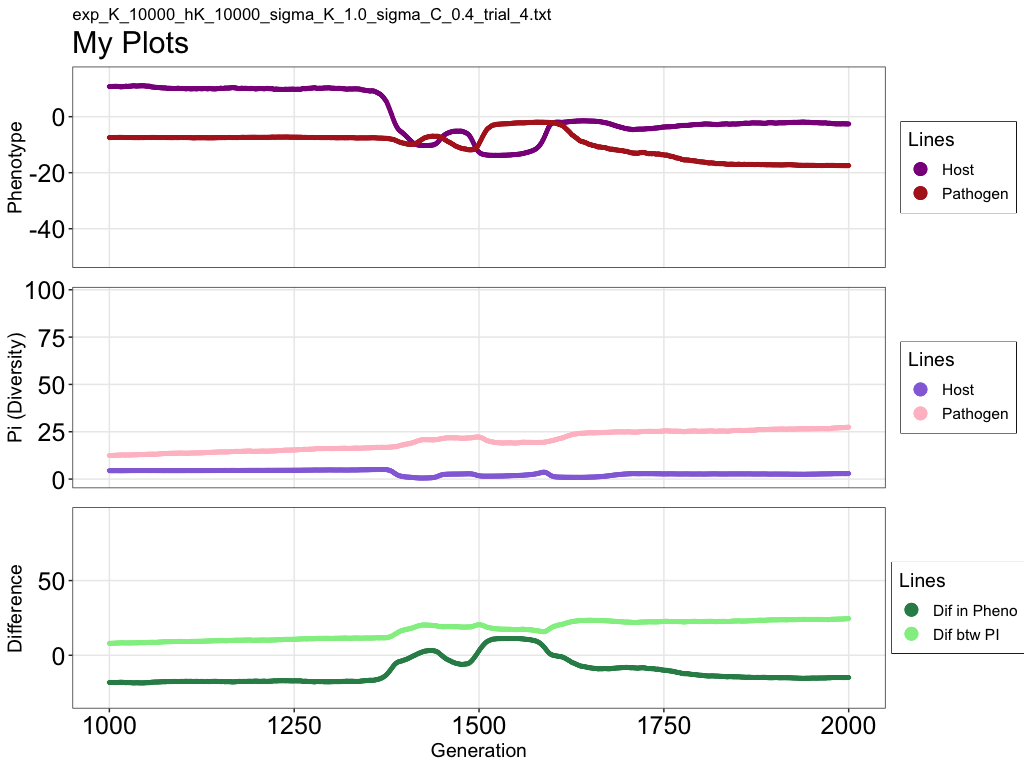 exp_K_10000_hK_10000_sigma_K_1.0_sigma_C_0.4_trial_4.txt
My Plots
Phenotype
0
-20
-40
Lines
Host
Pathogen
Pi (Diversity)
100
75
50
25
0
Lines
Host
Pathogen
Difference
50
0
Lines
Dif in Pheno
Dif btw PI
1000 1250 1500 1750 2000
Generation